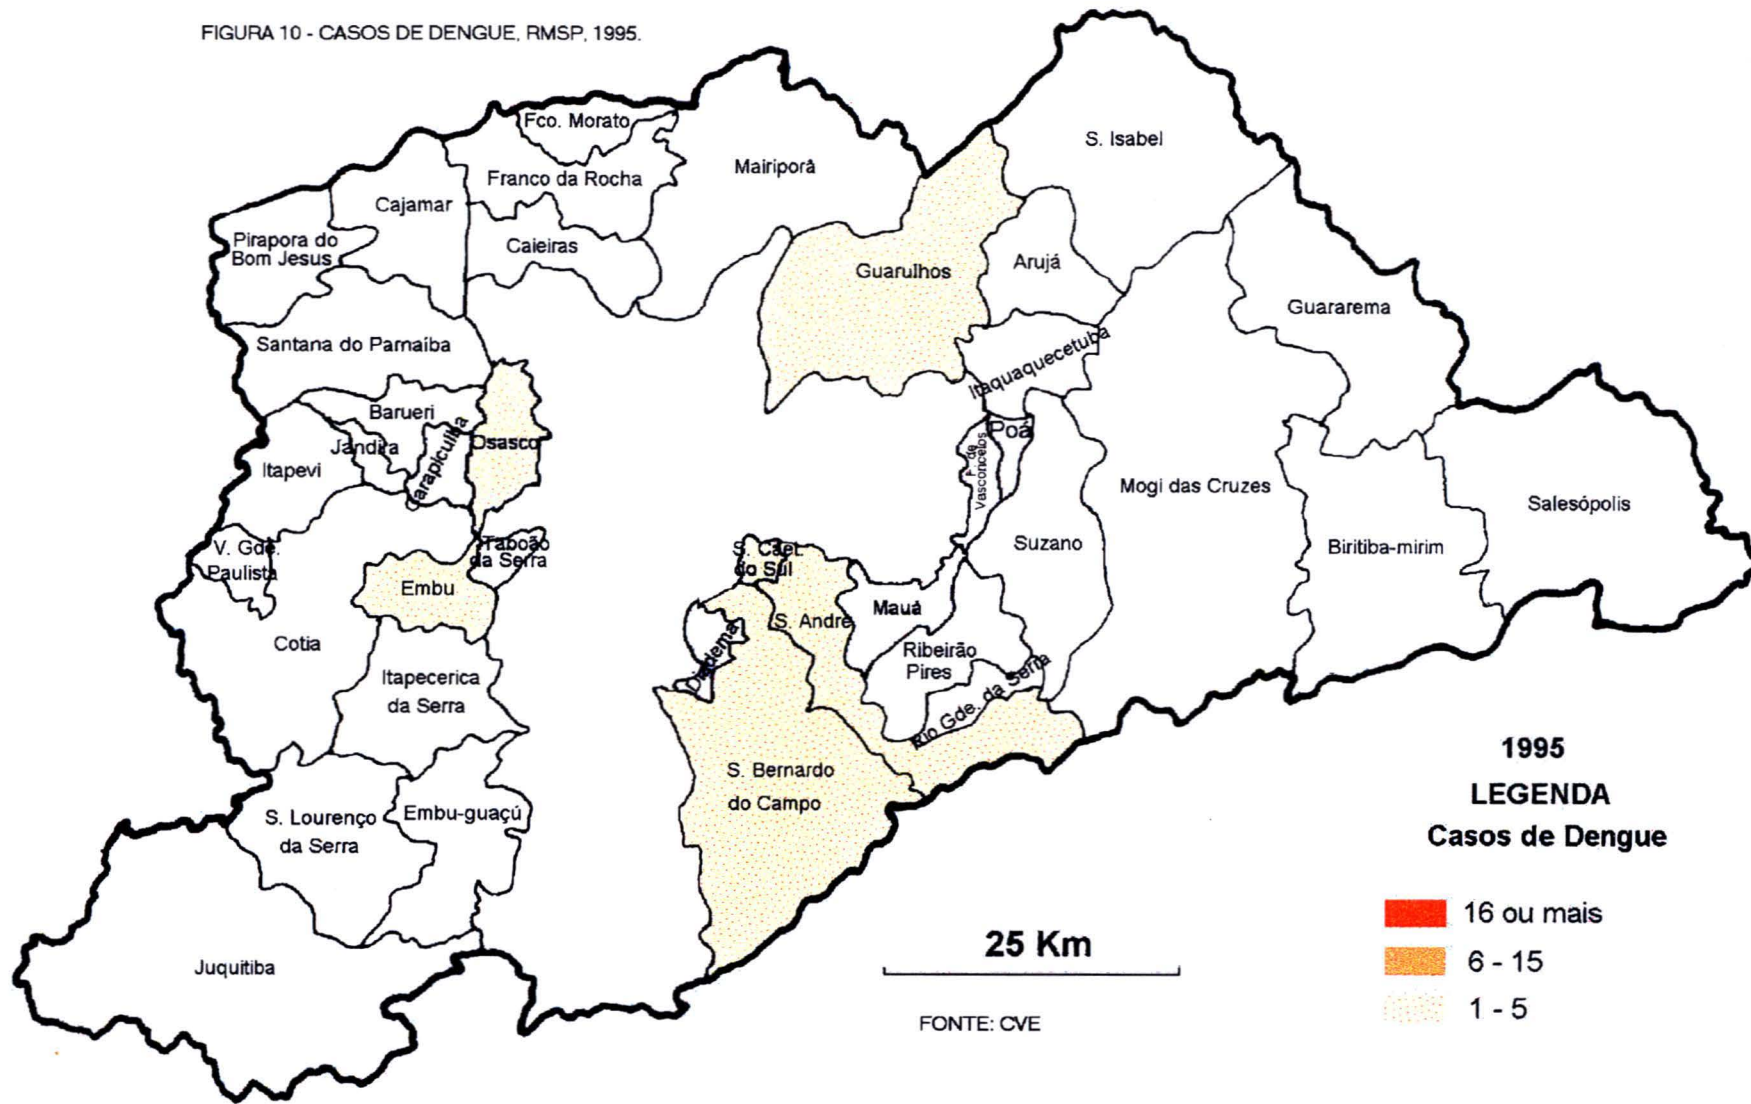 FIGURA 10 - CASOS DE DENGUE, RMSP, 1995.
Fco. Morato
Franco da Rocha
Mairiporã
S. Isabel
Cajamar
Caieiras
Pirapora do
Bom Jesus
Guarulhos
Arujá
Guararema
Santana do Parnaíba
Itaquaquecetuba
Barueri
Jandira
Carapicuíba
Osasco
Poá
F. de
Vasconcelos
Itapevi
Mogi das Cruzes
Salesópolis
Suzano
Biritiba-mirim
V. Gde.
Paulista
Taboão
da Serra
S. Caet.
do Sul
Embu
Mauá
S. André
Diadema
Cotia
Ribeirão
Pires
Rio Gde. da Serra
Itapecerica
da Serra
S. Bernardo
do Campo
S. Lourenço
da Serra
Embu-guaçú
Juquitiba
1995
LEGENDA
Casos de Dengue
16 ou mais
6 - 15
1 - 5
25 Km
FONTE: CVE